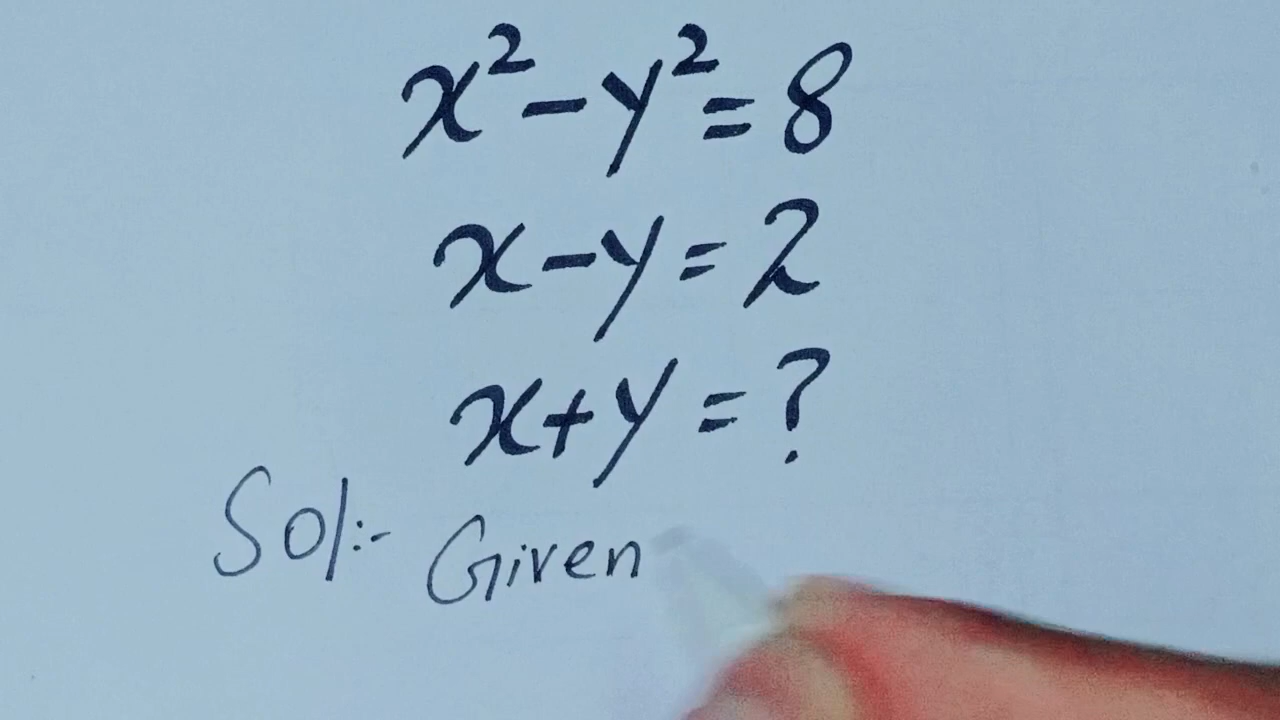 x² - y² = 8
x - y = 2
x + y = ?
Sol:- Given